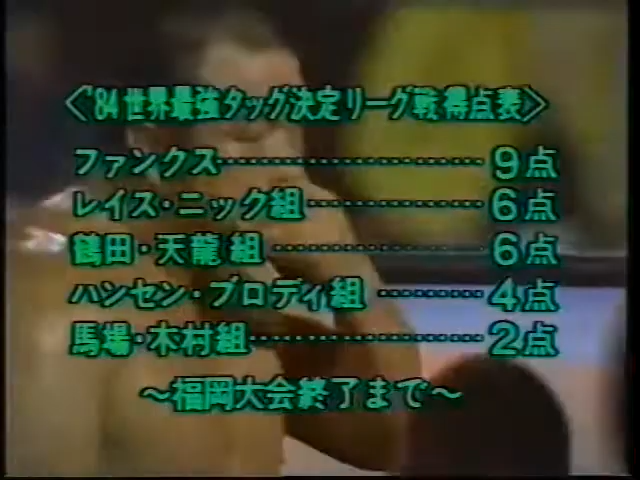 〈'84世界最強タッグ決定リーグ戦得点表〉
ファンクス……………………9点
レイス・ニック組……………6点
鶴田・天龍組…………………6点
ハンセン・ブロディ組………4点
馬場・木村組…………………2点
〜福岡大会終了まで〜